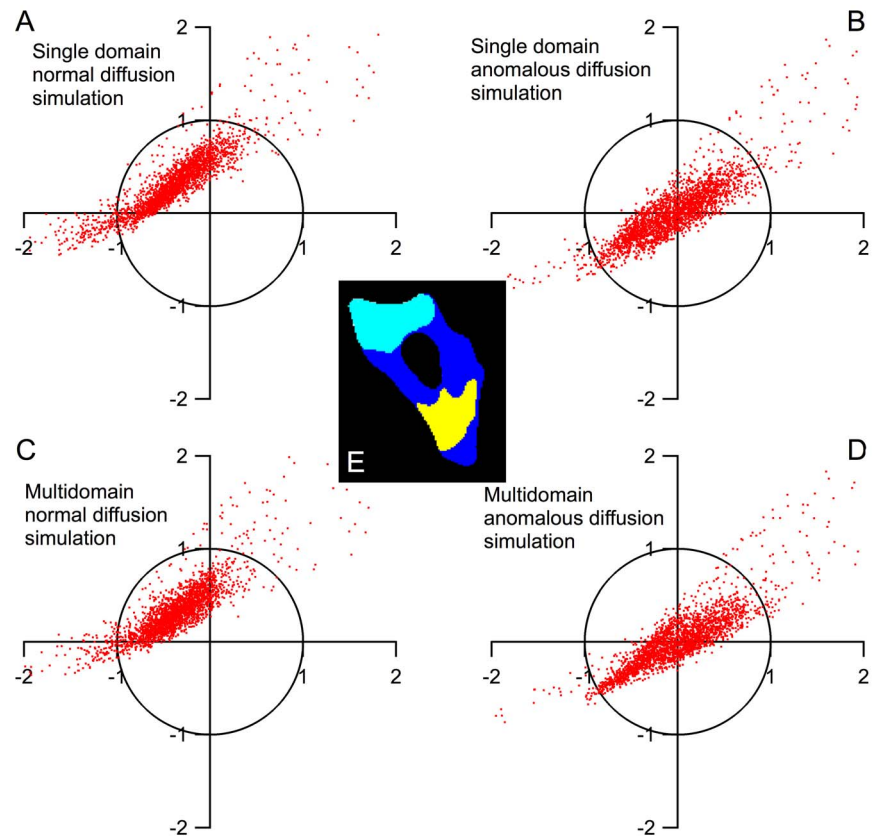 A
2
Single domain
normal diffusion
simulation
1
-2
-1
1
2
-1
-2
B
2
Single domain
anomalous diffusion
simulation
1
-2
-1
1
2
-1
-2
E
C
2
Multidomain
normal diffusion
simulation
1
-2
-1
1
2
-1
-2
D
2
Multidomain
anomalous diffusion
simulation
1
-2
-1
1
2
-1
-2